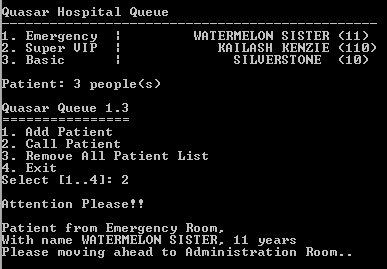 Quasar Hospital Queue
------------------------------------------------
1. Emergency  ¦         WATERMELON SISTER (11)
2. Super VIP  ¦            KAILASH KENZIE (110)
3. Basic      ¦              SILVERSTONE  (10)
Patient: 3 people(s)
Quasar Queue 1.3
================
1. Add Patient
2. Call Patient
3. Remove All Patient List
4. Exit
Select [1..4]: 2
Attention Please!!
Patient from Emergency Room,
With name WATERMELON SISTER, 11 years
Please moving ahead to Administration Room..